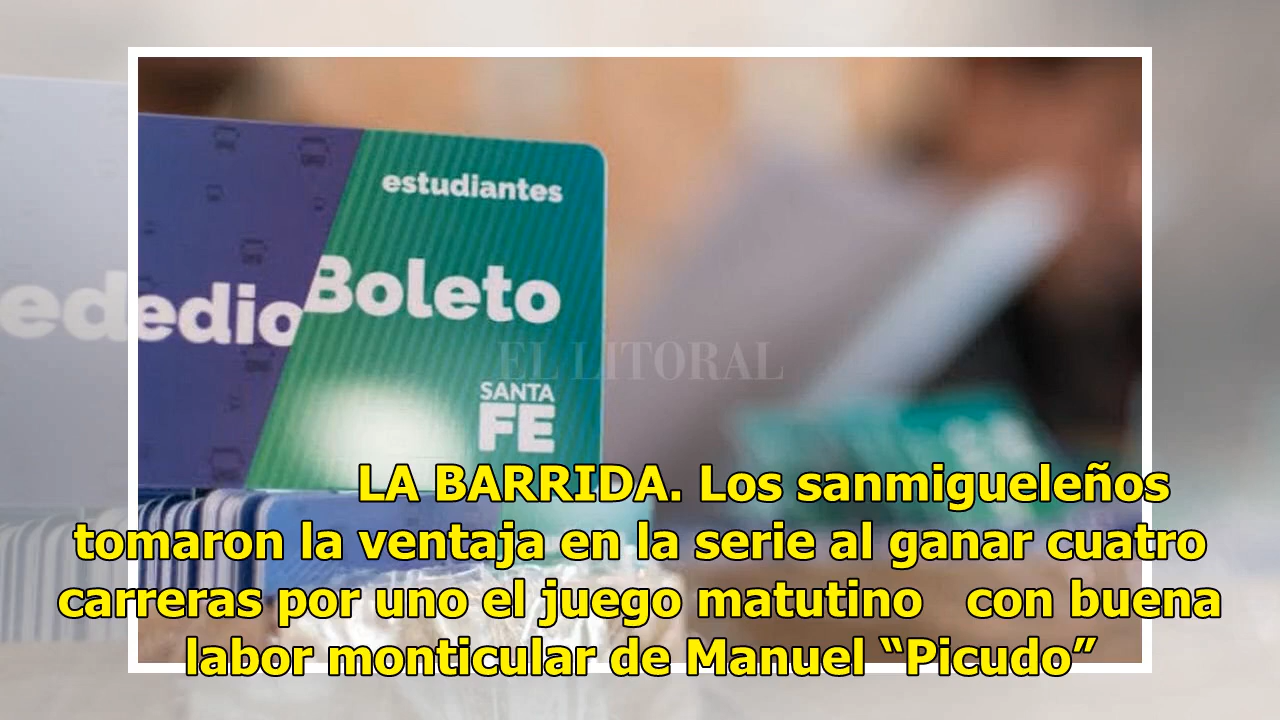 estudiantes
ededio
Boleto
EL LITORAL
SANTA
FE
LA BARRIDA. Los sanmigueleños
tomaron la ventaja en la serie al ganar cuatro
carreras por uno el juego matutino con buena
labor monticular de Manuel “Picudo”